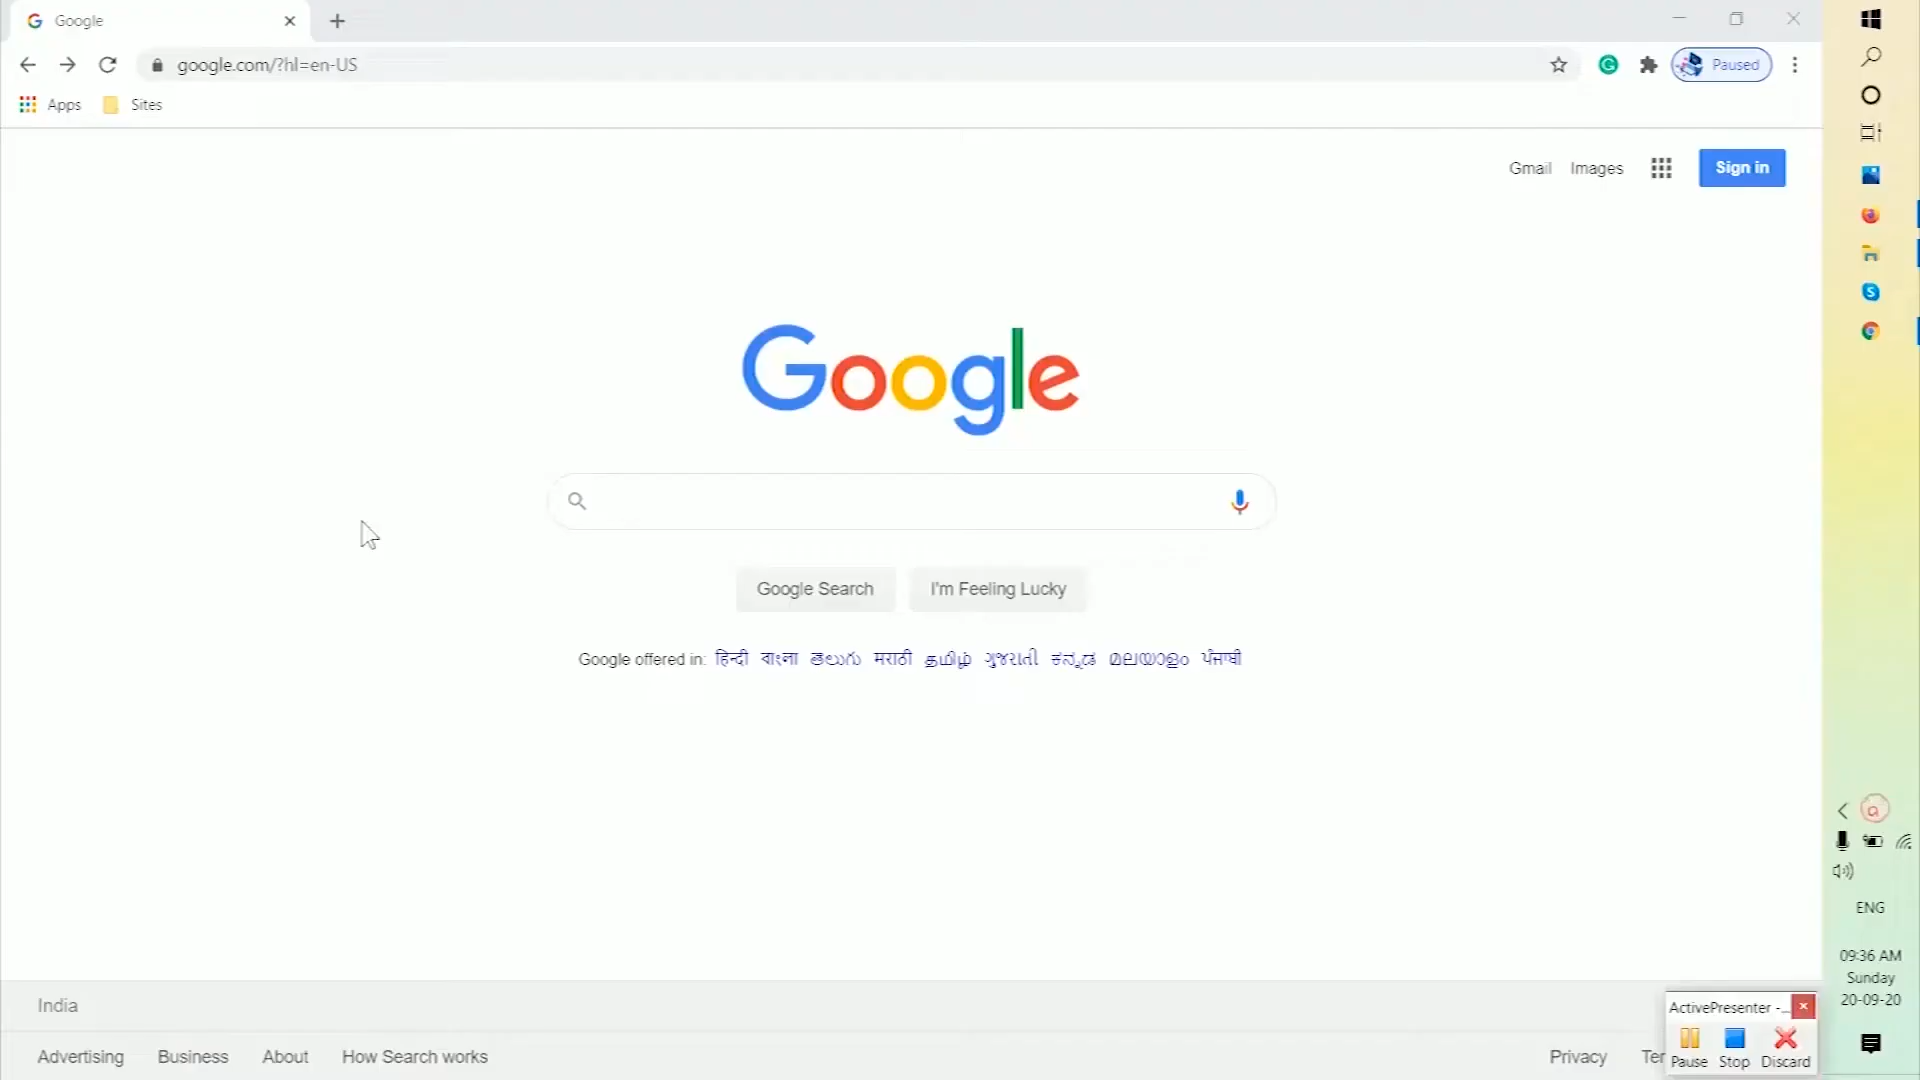 Google
google.com/?hl=en-US
Paused
Apps
Sites
Gmail
Images
Sign in
Google
Google Search
I'm Feeling Lucky
Google offered in: हिन्दी বাংলা తెలుగు मराठी தமிழ் ગુજરાતી ಕನ್ನಡ മലയാളം ਪੰਜਾਬੀ
India
Advertising
Business
About
How Search works
Privacy
Ter
ActivePresenter -...
Pause
Stop
Discard
ENG
09:36 AM
Sunday
20-09-20